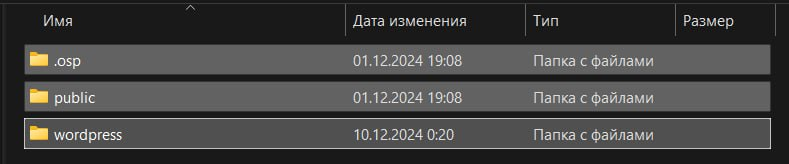 Имя Дата изменения Тип Размер
.osp 01.12.2024 19:08 Папка с файлами
public 01.12.2024 19:08 Папка с файлами
wordpress 10.12.2024 0:20 Папка с файлами